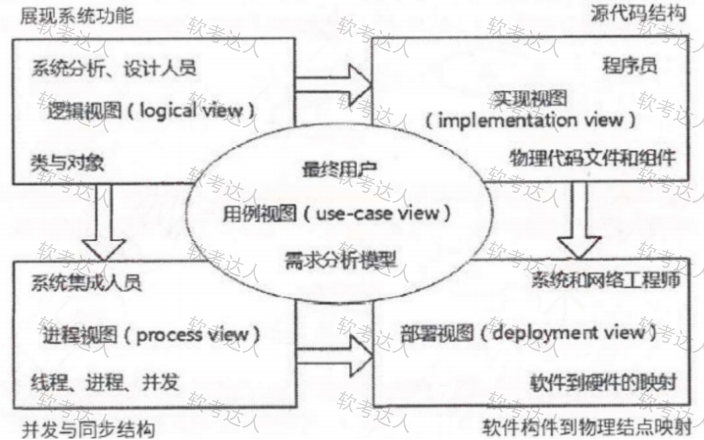 展现系统功能
源代码结构
系统分析、设计人员
逻辑视图（logical view）
类与对象
程序员
实现视图
（implementation view）
物理代码文件和组件
最终用户
用例视图（use-case view）
需求分析模型
系统集成人员
进程视图（process view）
线程、进程、并发
系统和网络工程师
部署视图（deployment view）
软件到硬件的映射
并发与同步结构
软件构件到物理结点映射
软考达人